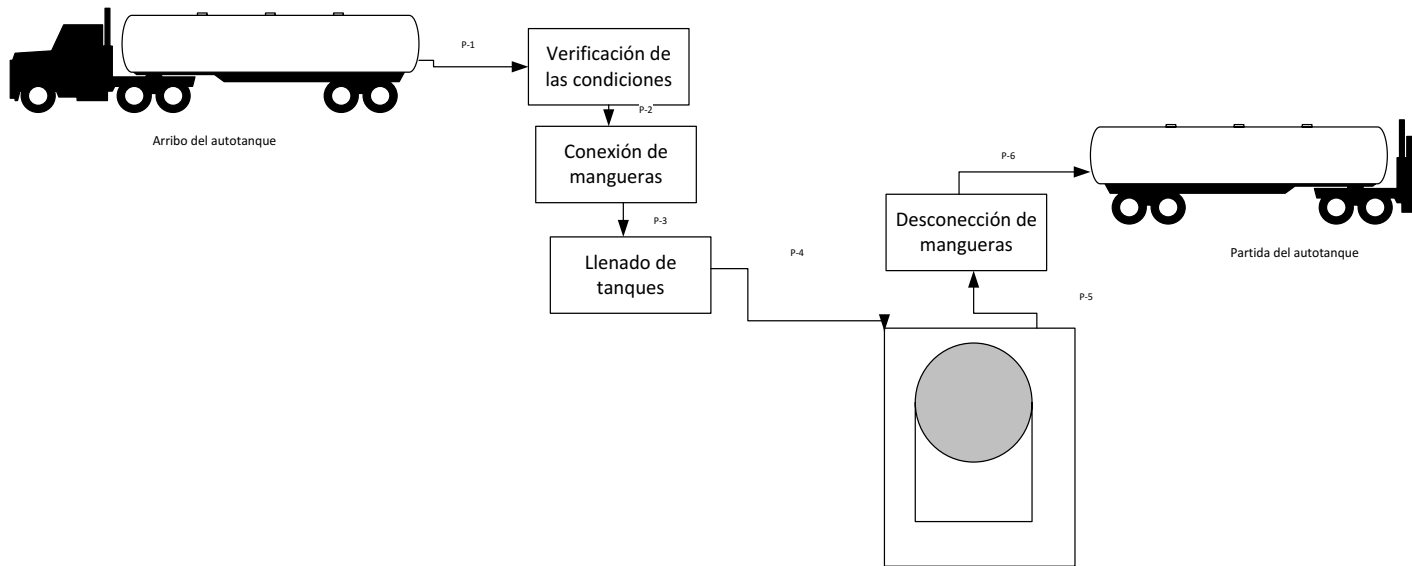 P-1
Verificación de
las condiciones
P-2
Arribo del autotanque
Conexión de
mangueras
P-6
P-3
Desconección de
mangueras
Llenado de
tanques
P-4
Partida del autotanque
P-5